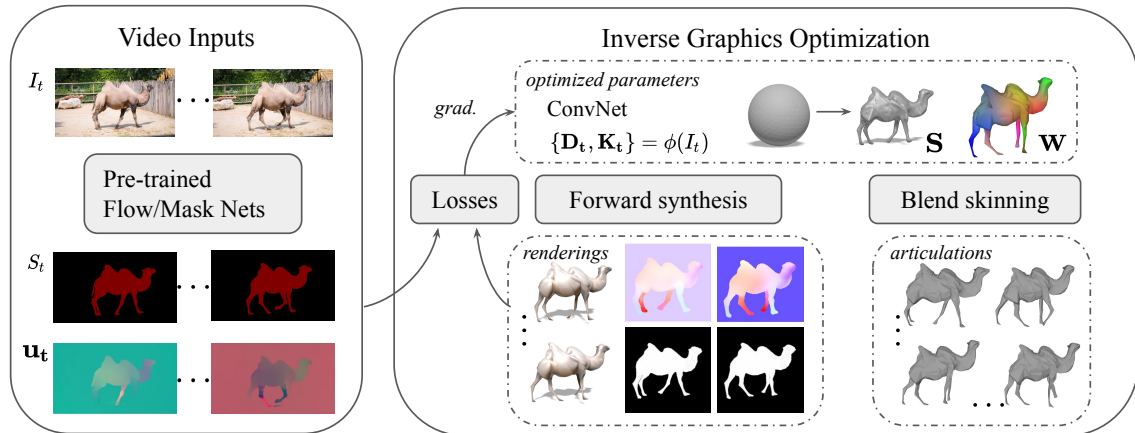 Video Inputs
I_t
. . .
Pre-trained
Flow/Mask Nets
S_t
. . .
u_t
. . .
Inverse Graphics Optimization
optimized parameters
grad.
ConvNet
{D_t, K_t} = ϕ(I_t)
S
W
Losses
Forward synthesis
Blend skinning
renderings
. . .
articulations
. . .
. . .